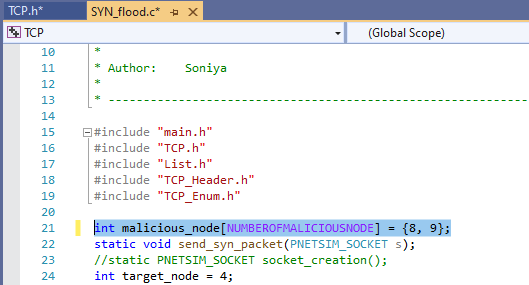 TCP.h* SYN_flood.c*
TCP (Global Scope)
10 *
11 * Author: Soniya
12 *
13 * --------------------------------------------------------
14
15 #include "main.h"
16 #include "TCP.h"
17 #include "List.h"
18 #include "TCP_Header.h"
19 #include "TCP_Enum.h"
20
21 int malicious_node[NUMBEROFMALICIOUSNODE] = {8, 9};
22 static void send_syn_packet(PNETSIM_SOCKET s);
23 //static PNETSIM_SOCKET socket_creation();
24 int target_node = 4;